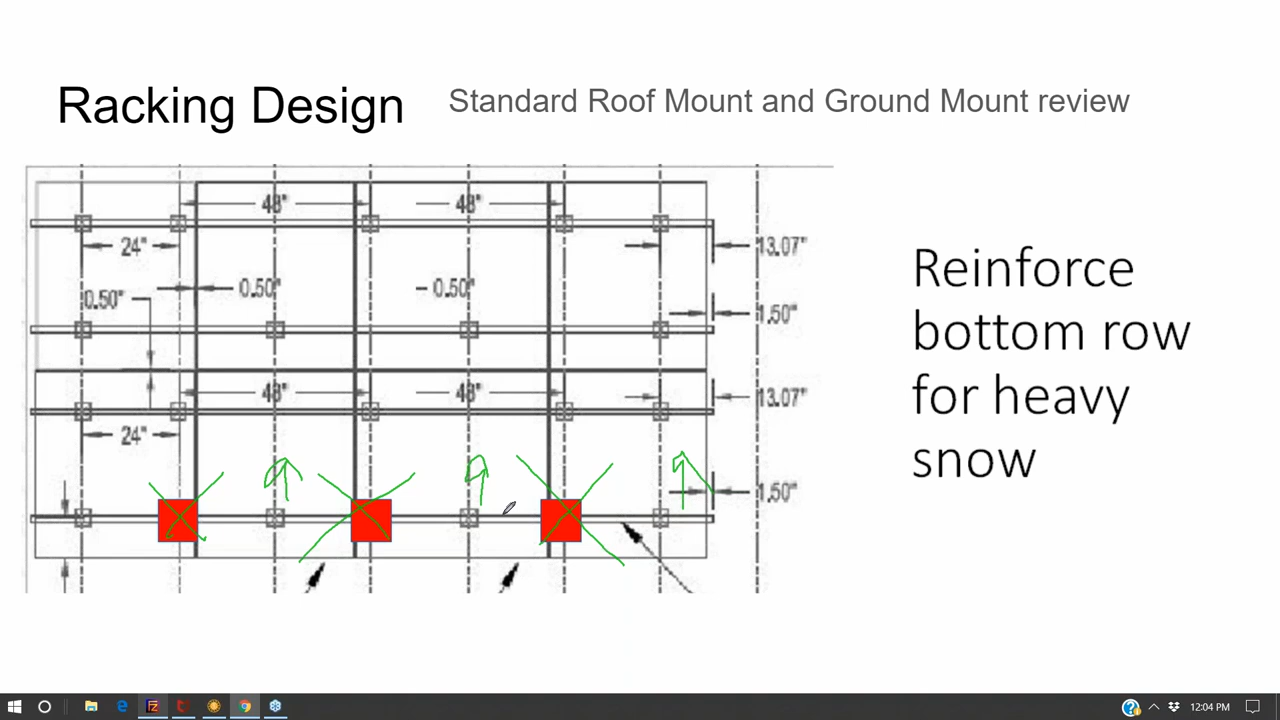 Racking Design
Standard Roof Mount and Ground Mount review
48"
48"
24"
13.07"
0.50"
0.50"
0.50"
1.50"
48"
48"
13.07"
24"
1.50"
Reinforce
bottom row
for heavy
snow
12:04 PM